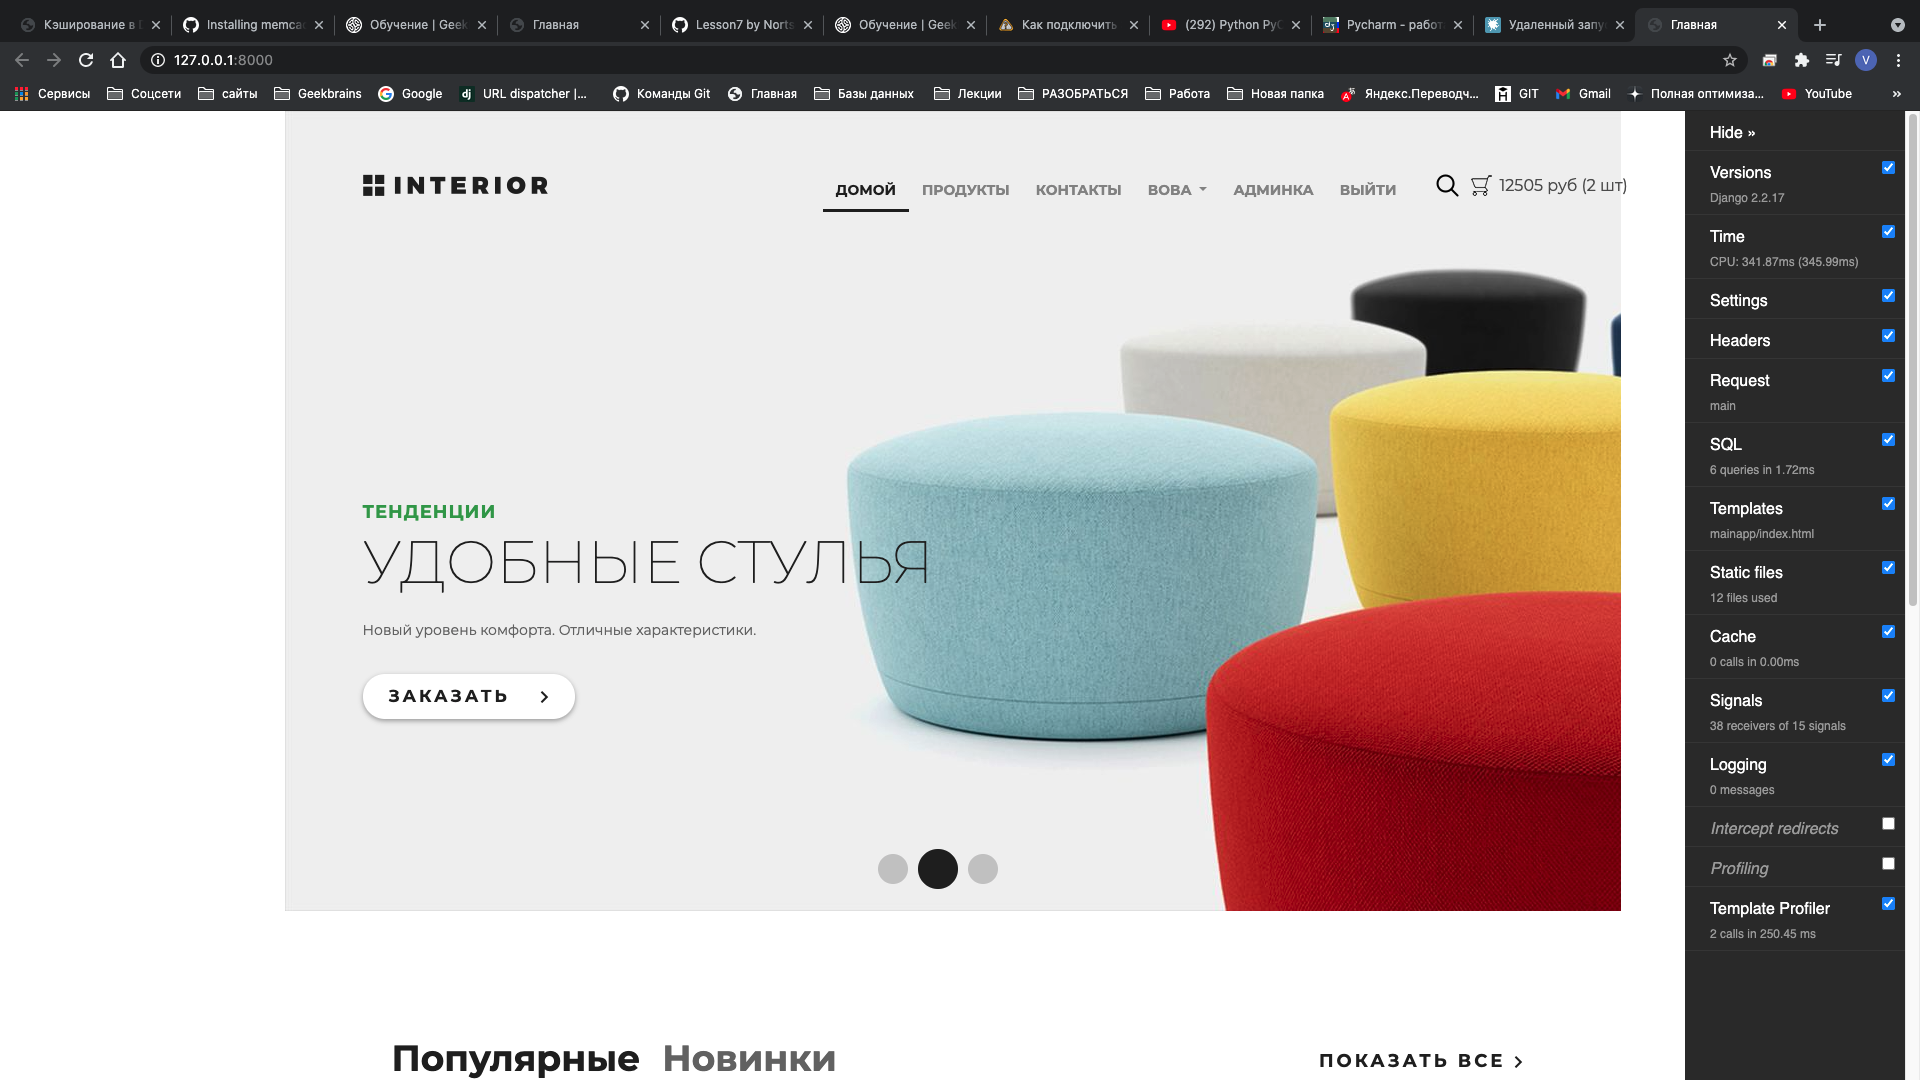 Кэширование в
Installing memca
Обучение | Geek
Главная
Lesson7 by Norts
Обучение | Geek
Как подключить
(292) Python PyC
Pycharm - работ
Удаленный запу
Главная
127.0.0.1:8000
V
Сервисы
Соцсети
сайты
Geekbrains
Google
URL dispatcher |...
Команды Git
Главная
Базы данных
Лекции
РАЗОБРАТЬСЯ
Работа
Новая папка
Яндекс.Переводч...
GIT
Gmail
Полная оптимиза...
YouTube
»
INTERIOR
ДОМОЙ
ПРОДУКТЫ
КОНТАКТЫ
ВОВА
АДМИНКА
ВЫЙТИ
12505 руб (2 шт)
ТЕНДЕНЦИИ
УДОБНЫЕ СТУЛЬЯ
Новый уровень комфорта. Отличные характеристики.
ЗАКАЗАТЬ
Популярные Новинки
ПОКАЗАТЬ ВСЕ
Hide »
Versions
Django 2.2.17
Time
CPU: 341.87ms (345.99ms)
Settings
Headers
Request
main
SQL
6 queries in 1.72ms
Templates
mainapp/index.html
Static files
12 files used
Cache
0 calls in 0.00ms
Signals
38 receivers of 15 signals
Logging
0 messages
Intercept redirects
Profiling
Template Profiler
2 calls in 250.45 ms